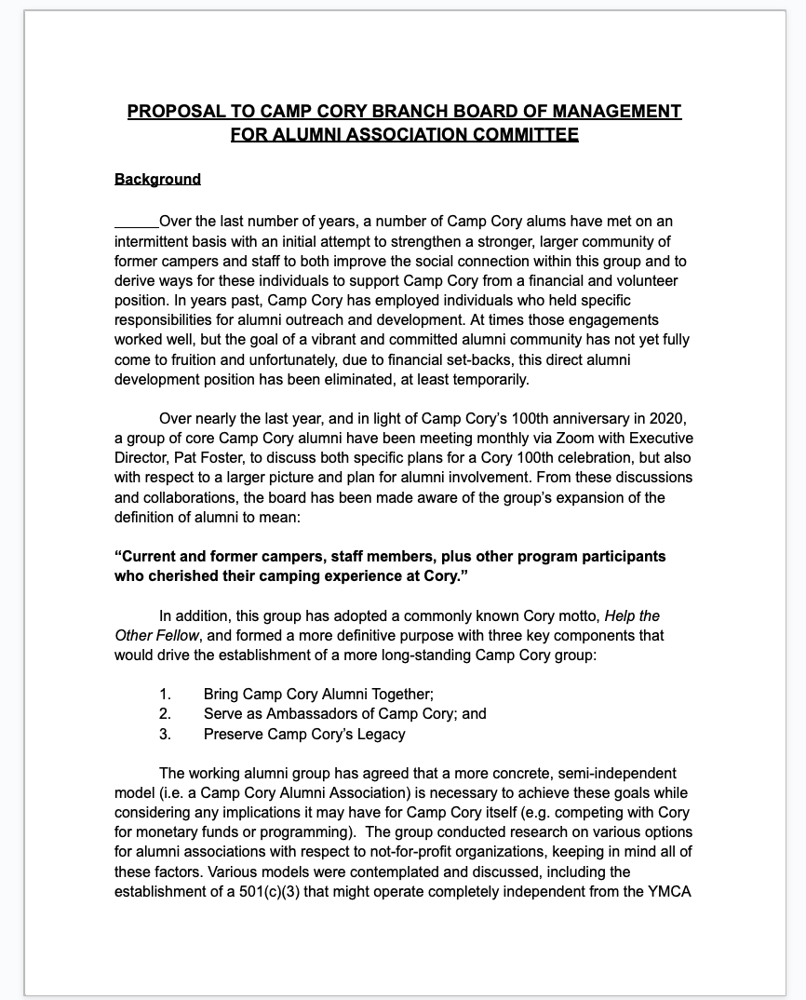 PROPOSAL TO CAMP CORY BRANCH BOARD OF MANAGEMENT
FOR ALUMNI ASSOCIATION COMMITTEE
Background
Over the last number of years, a number of Camp Cory alums have met on an
intermittent basis with an initial attempt to strengthen a stronger, larger community of
former campers and staff to both improve the social connection within this group and to
derive ways for these individuals to support Camp Cory from a financial and volunteer
position. In years past, Camp Cory has employed individuals who held specific
responsibilities for alumni outreach and development. At times those engagements
worked well, but the goal of a vibrant and committed alumni community has not yet fully
come to fruition and unfortunately, due to financial set-backs, this direct alumni
development position has been eliminated, at least temporarily.
Over nearly the last year, and in light of Camp Cory’s 100th anniversary in 2020,
a group of core Camp Cory alumni have been meeting monthly via Zoom with Executive
Director, Pat Foster, to discuss both specific plans for a Cory 100th celebration, but also
with respect to a larger picture and plan for alumni involvement. From these discussions
and collaborations, the board has been made aware of the group’s expansion of the
definition of alumni to mean:
“Current and former campers, staff members, plus other program participants
who cherished their camping experience at Cory.”
In addition, this group has adopted a commonly known Cory motto, Help the
Other Fellow, and formed a more definitive purpose with three key components that
would drive the establishment of a more long-standing Camp Cory group:
1. Bring Camp Cory Alumni Together;
2. Serve as Ambassadors of Camp Cory; and
3. Preserve Camp Cory’s Legacy
The working alumni group has agreed that a more concrete, semi-independent
model (i.e. a Camp Cory Alumni Association) is necessary to achieve these goals while
considering any implications it may have for Camp Cory itself (e.g. competing with Cory
for monetary funds or programming). The group conducted research on various options
for alumni associations with respect to not-for-profit organizations, keeping in mind all of
these factors. Various models were contemplated and discussed, including the
establishment of a 501(c)(3) that might operate completely independent from the YMCA